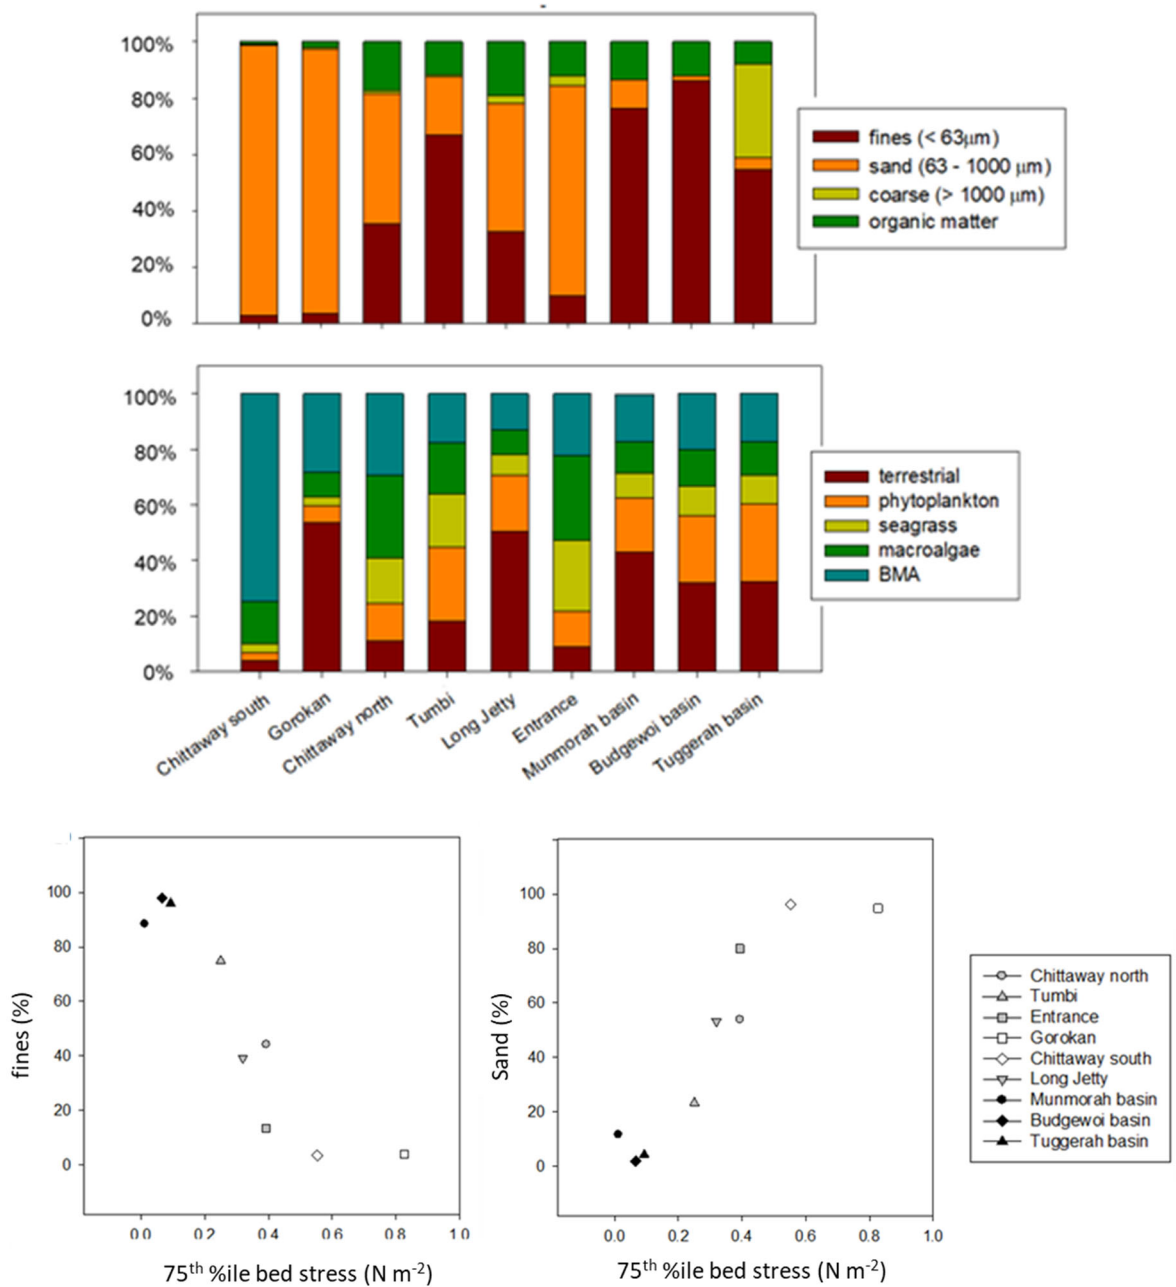 100%
80%
60%
40%
20%
0%
fines (< 63μm)
sand (63 - 1000 μm)
coarse (> 1000 μm)
organic matter
100%
80%
60%
40%
20%
0%
terrestrial
phytoplankton
seagrass
macroalgae
BMA
Chittaway south
Gorokan
Chittaway north
Tumbi
Long Jetty
Entrance
Munmorah basin
Budgewoi basin
Tuggerah basin
fines (%)
100
80
60
40
20
0
0.0 0.2 0.4 0.6 0.8 1.0
75th %ile bed stress (N m-2)
Sand (%)
100
80
60
40
20
0
0.0 0.2 0.4 0.6 0.8 1.0
75th %ile bed stress (N m-2)
Chittaway north
Tumbi
Entrance
Gorokan
Chittaway south
Long Jetty
Munmorah basin
Budgewoi basin
Tuggerah basin